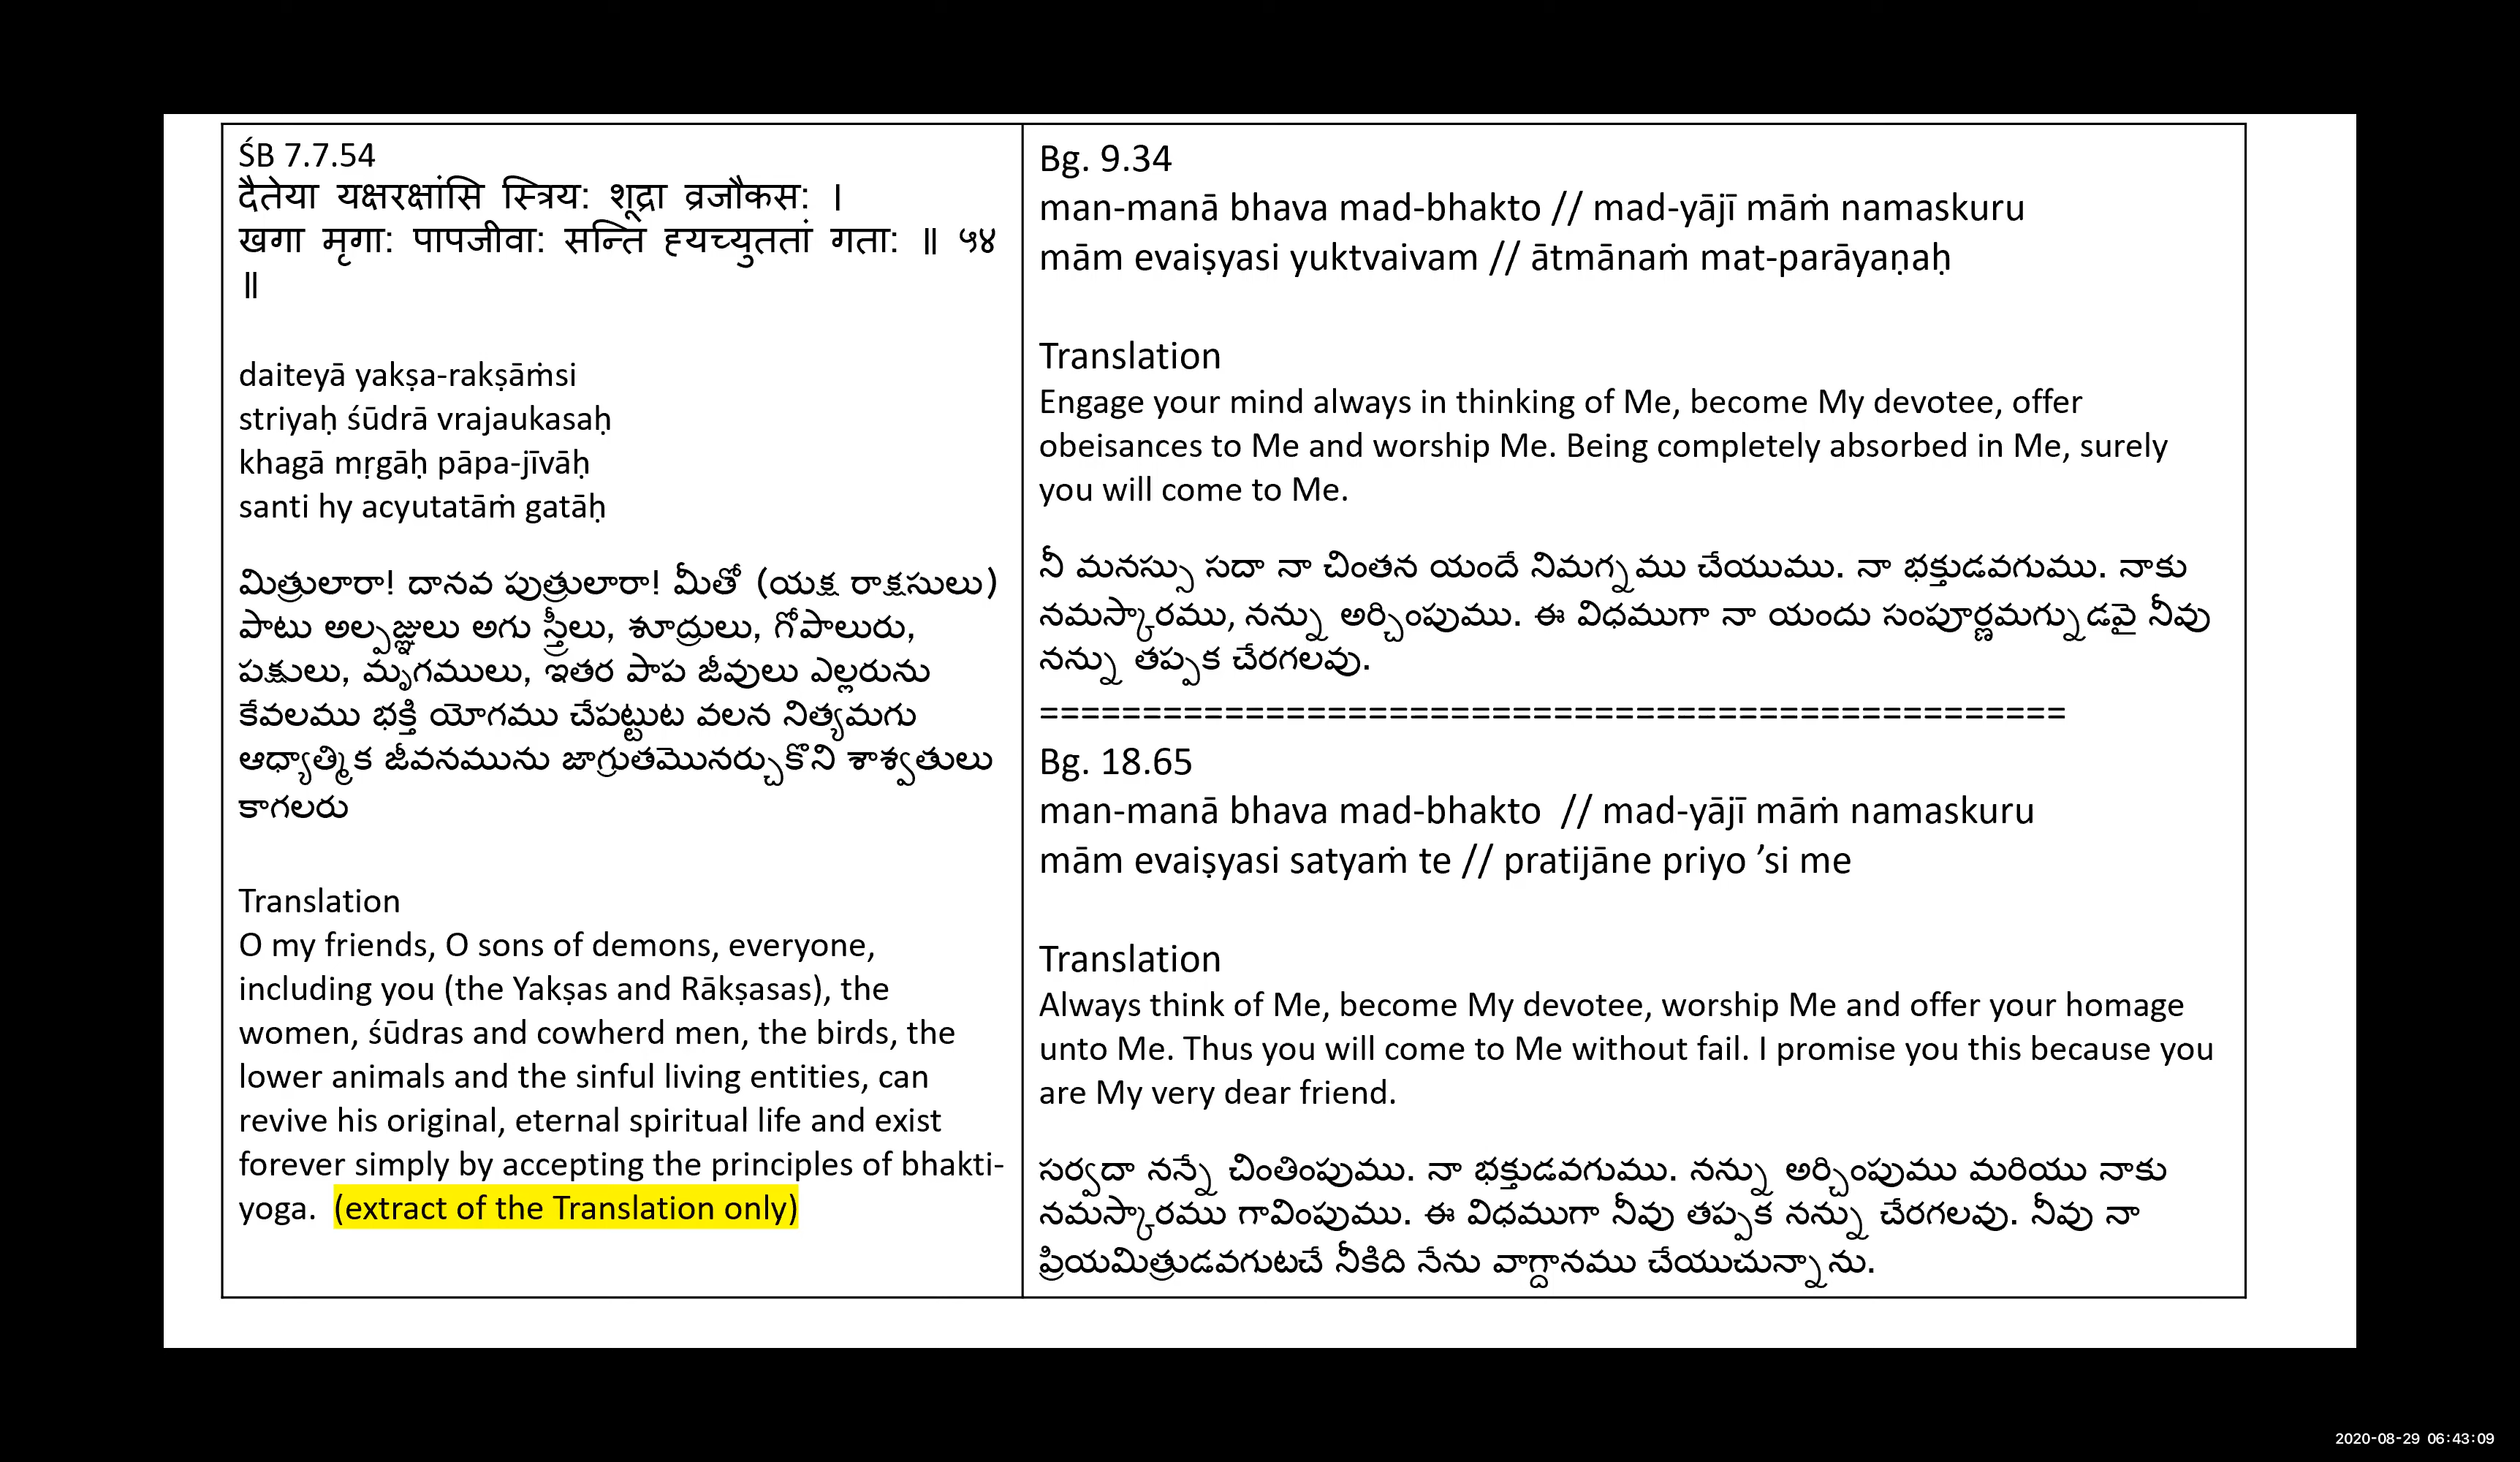 ŚB 7.7.54
दैतेया यक्षरक्षांसि स्त्रिय: शूद्रा व्रजौकस: ।
खगा मृगा: पापजीवा: सन्ति ह्यच्युततां गता: ॥ ५४
॥
daiteyā yakṣa-rakṣāṁsi
striyaḥ śūdrā vrajaukasaḥ
khagā mṛgāḥ pāpa-jīvāḥ
santi hy acyutatāṁ gatāḥ
మిత్రులారా! దానవ పుత్రులారా! మీతో (యక్ష రాక్షసులు)
పాటు అల్పజ్ఞులు అగు స్త్రీలు, శూద్రులు, గోపాలురు,
పక్షులు, మృగములు, ఇతర పాప జీవులు ఎల్లరును
కేవలము భక్తి యోగము చేపట్టుట వలన నిత్యమగు
ఆధ్యాత్మిక జీవనమును జాగ్రుతమొనర్చుకొని శాశ్వతులు
కాగలరు
Translation
O my friends, O sons of demons, everyone,
including you (the Yakṣas and Rākṣasas), the
women, śūdras and cowherd men, the birds, the
lower animals and the sinful living entities, can
revive his original, eternal spiritual life and exist
forever simply by accepting the principles of bhakti-
yoga.  (extract of the Translation only)
Bg. 9.34
man-manā bhava mad-bhakto // mad-yājī māṁ namaskuru
mām evaiṣyasi yuktvaivam // ātmānaṁ mat-parāyaṇaḥ
Translation
Engage your mind always in thinking of Me, become My devotee, offer
obeisances to Me and worship Me. Being completely absorbed in Me, surely
you will come to Me.
నీ మనస్సు సదా నా చింతన యందే నిమగ్నము చేయుము. నా భక్తుడవగుము. నాకు
నమస్కారము, నన్ను అర్చింపుము. ఈ విధముగా నా యందు సంపూర్ణమగ్నుడవై నీవు
నన్ను తప్పక చేరగలవు.
==================================================
Bg. 18.65
man-manā bhava mad-bhakto  // mad-yājī māṁ namaskuru
mām evaiṣyasi satyaṁ te // pratijāne priyo ’si me
Translation
Always think of Me, become My devotee, worship Me and offer your homage
unto Me. Thus you will come to Me without fail. I promise you this because you
are My very dear friend.
సర్వదా నన్నే చింతింపుము. నా భక్తుడవగుము. నన్ను అర్చింపుము మరియు నాకు
నమస్కారము గావింపుము. ఈ విధముగా నీవు తప్పక నన్ను చేరగలవు. నీవు నా
ప్రియమిత్రుడవగుటచే నీకిది నేను వాగ్దానము చేయుచున్నాను.
2020-08-29 06:43:09